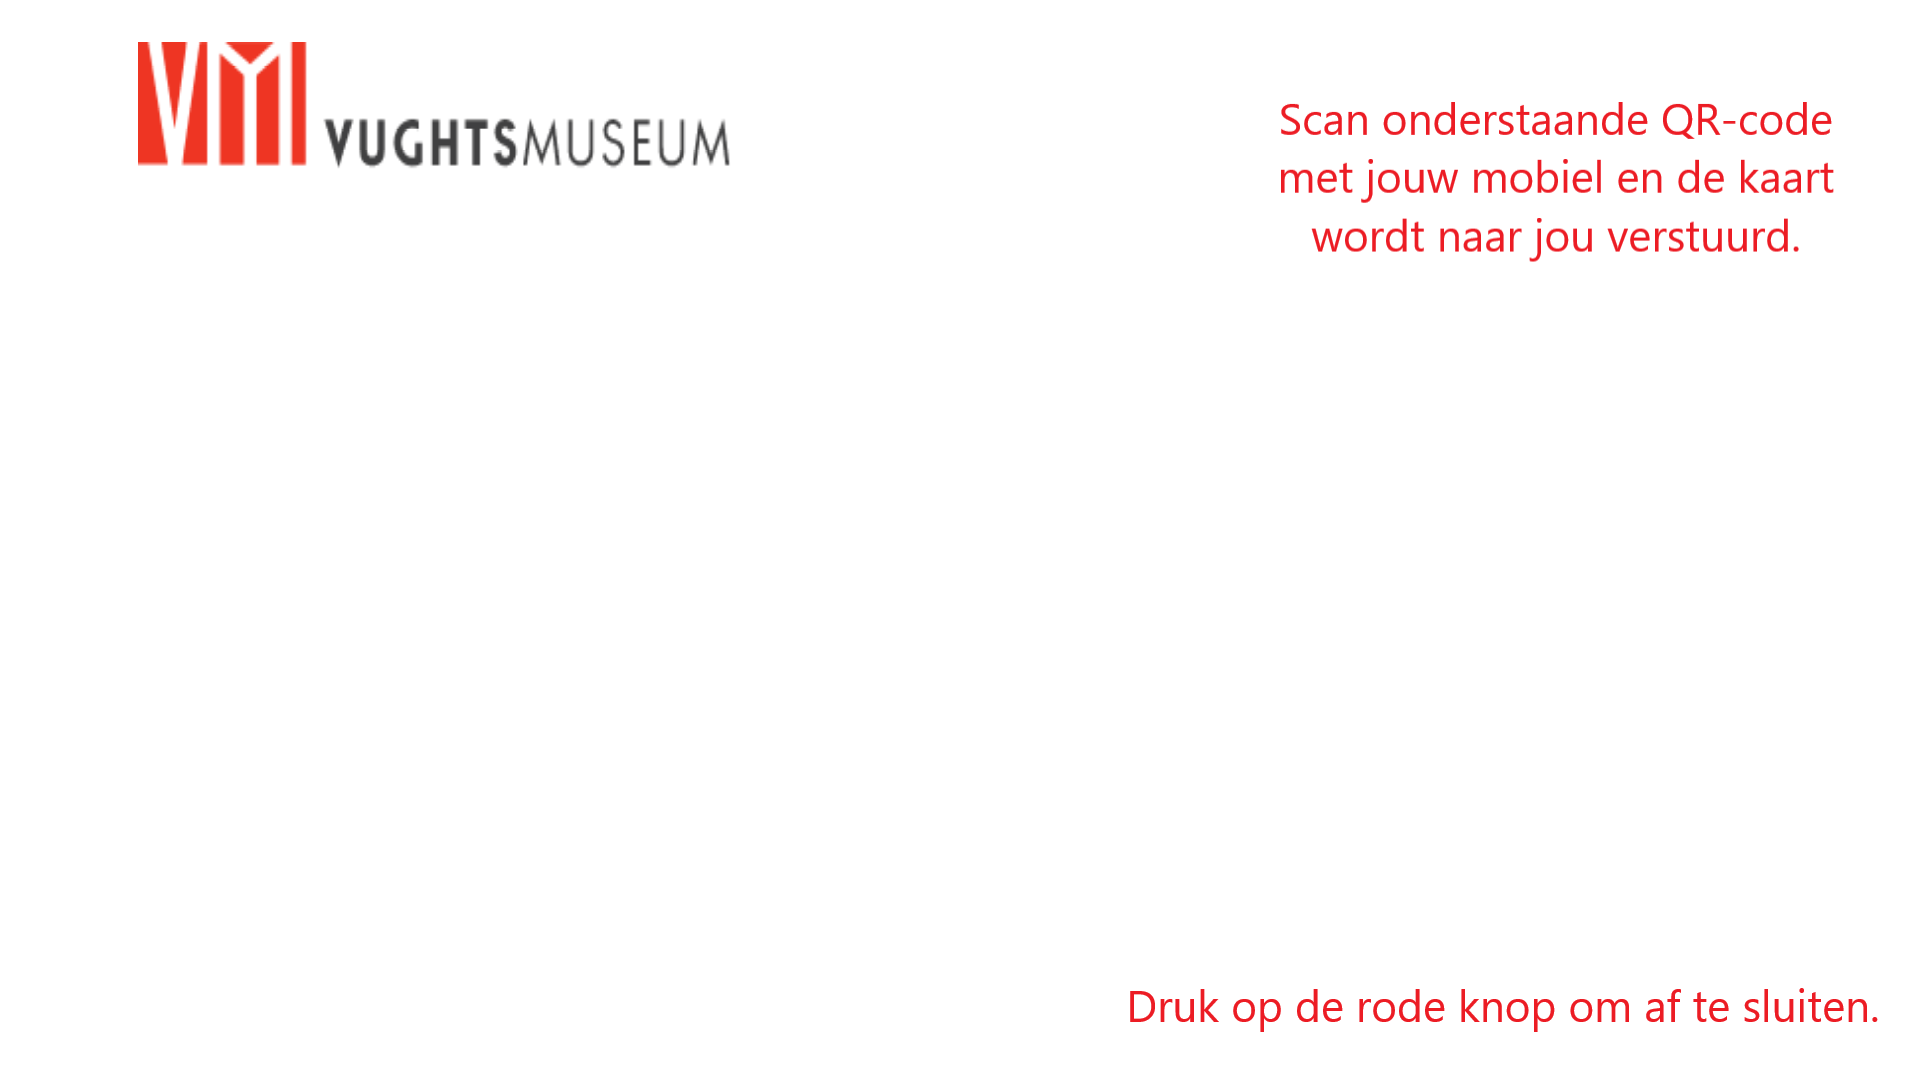 VM VUGHTSMUSEUM
Scan onderstaande QR-code
met jouw mobiel en de kaart
wordt naar jou verstuurd.
Druk op de rode knop om af te sluiten.